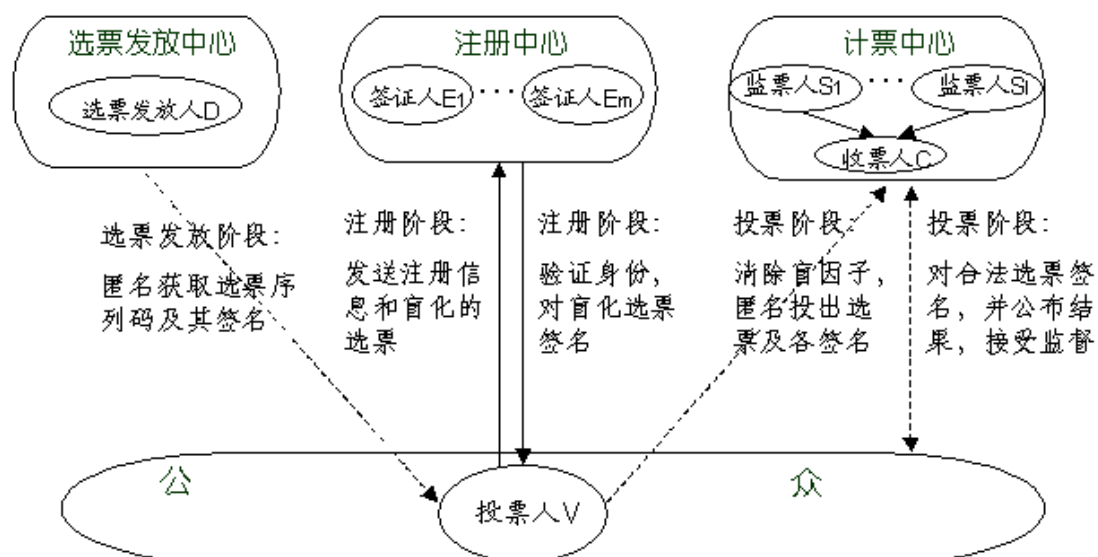 选票发放中心
选票发放人D
注册中心
签证人E1 ··· 签证人Em
计票中心
监票人S1 ··· 监票人Sl
收票人C
选票发放阶段:
匿名获取选票序
列码及其签名
注册阶段:
发送注册信
息和盲化的
选票
注册阶段:
验证身份,
对盲化选票
签名
投票阶段:
消除盲因子,
匿名投出选
票及各签名
投票阶段:
对合法选票签
名, 并公布结
果, 接受监督
公 众
投票人V